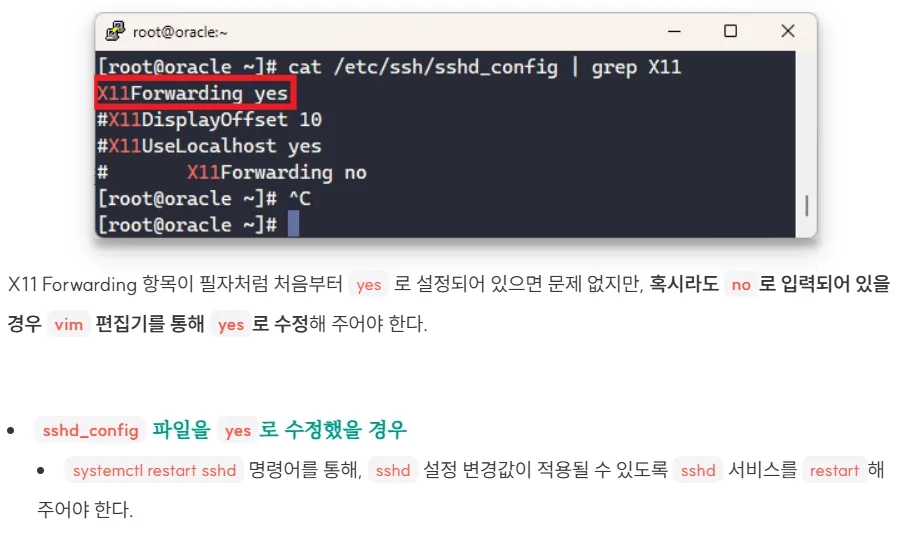 root@oracle:~
[root@oracle ~]# cat /etc/ssh/sshd_config | grep X11
X11Forwarding yes
#X11DisplayOffset 10
#X11UseLocalhost yes
#       X11Forwarding no
[root@oracle ~]# ^C
[root@oracle ~]#
X11 Forwarding 항목이 필자처럼 처음부터 yes 로 설정되어 있으면 문제 없지만, 혹시라도 no 로 입력되어 있을
경우 vim 편집기를 통해 yes 로 수정해 주어야 한다.
• sshd_config 파일을 yes 로 수정했을 경우
• systemctl restart sshd 명령어를 통해, sshd 설정 변경값이 적용될 수 있도록 sshd 서비스를 restart 해
주어야 한다.